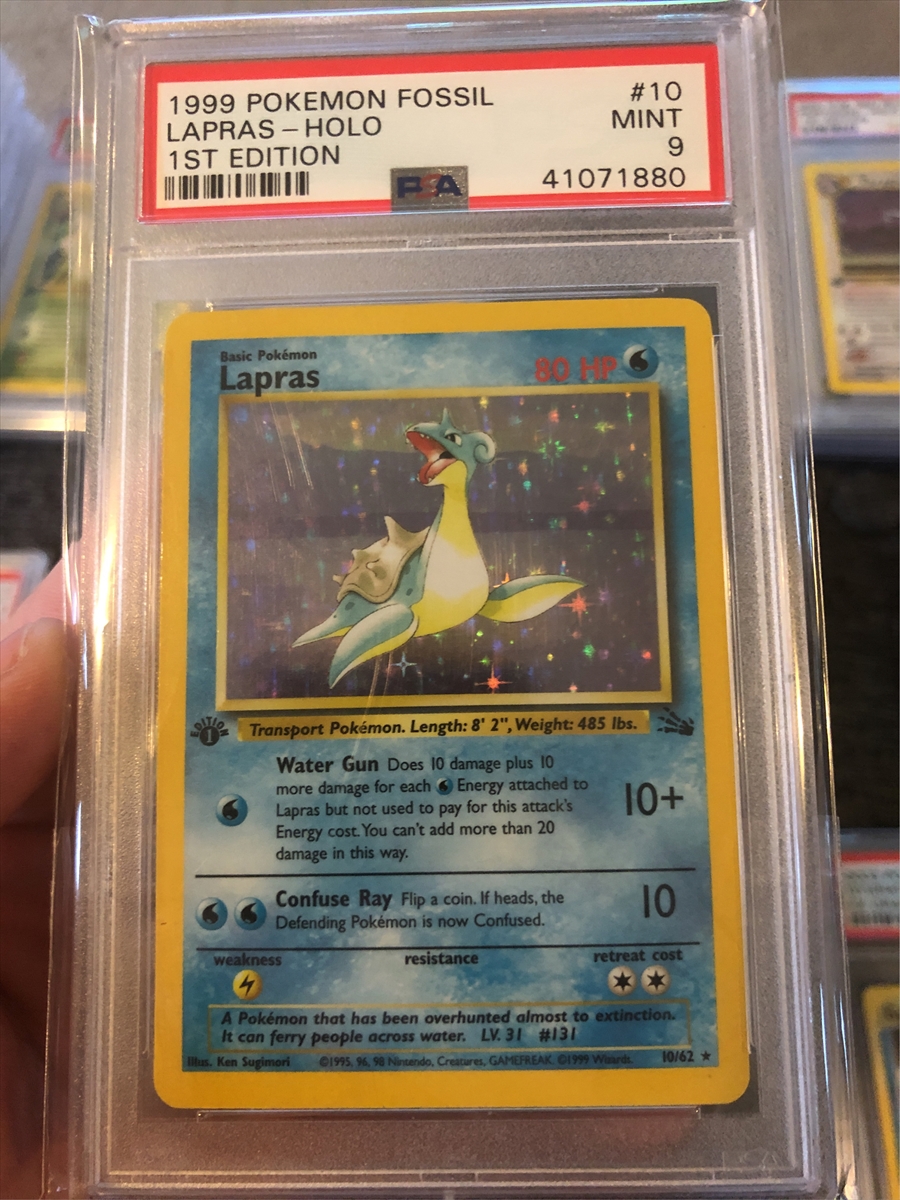 1999 POKEMON FOSSIL #10
LAPRAS – HOLO MINT
1ST EDITION 9
PSA 41071880
Basic Pokémon
Lapras 80 HP
EDITION 1
Transport Pokémon. Length: 8' 2", Weight: 485 lbs.
Water Gun Does 10 damage plus 10
more damage for each Energy attached to
Lapras but not used to pay for this attack's
Energy cost. You can't add more than 20
damage in this way.
10+
Confuse Ray Flip a coin. If heads, the
Defending Pokémon is now Confused.
10
weakness resistance retreat cost
A Pokémon that has been overhunted almost to extinction.
It can ferry people across water. LV. 31 #131
Illus. Ken Sugimori ©1995, 96, 98 Nintendo, Creatures, GAMEFREAK. ©1999 Wizards. 10/62 ★